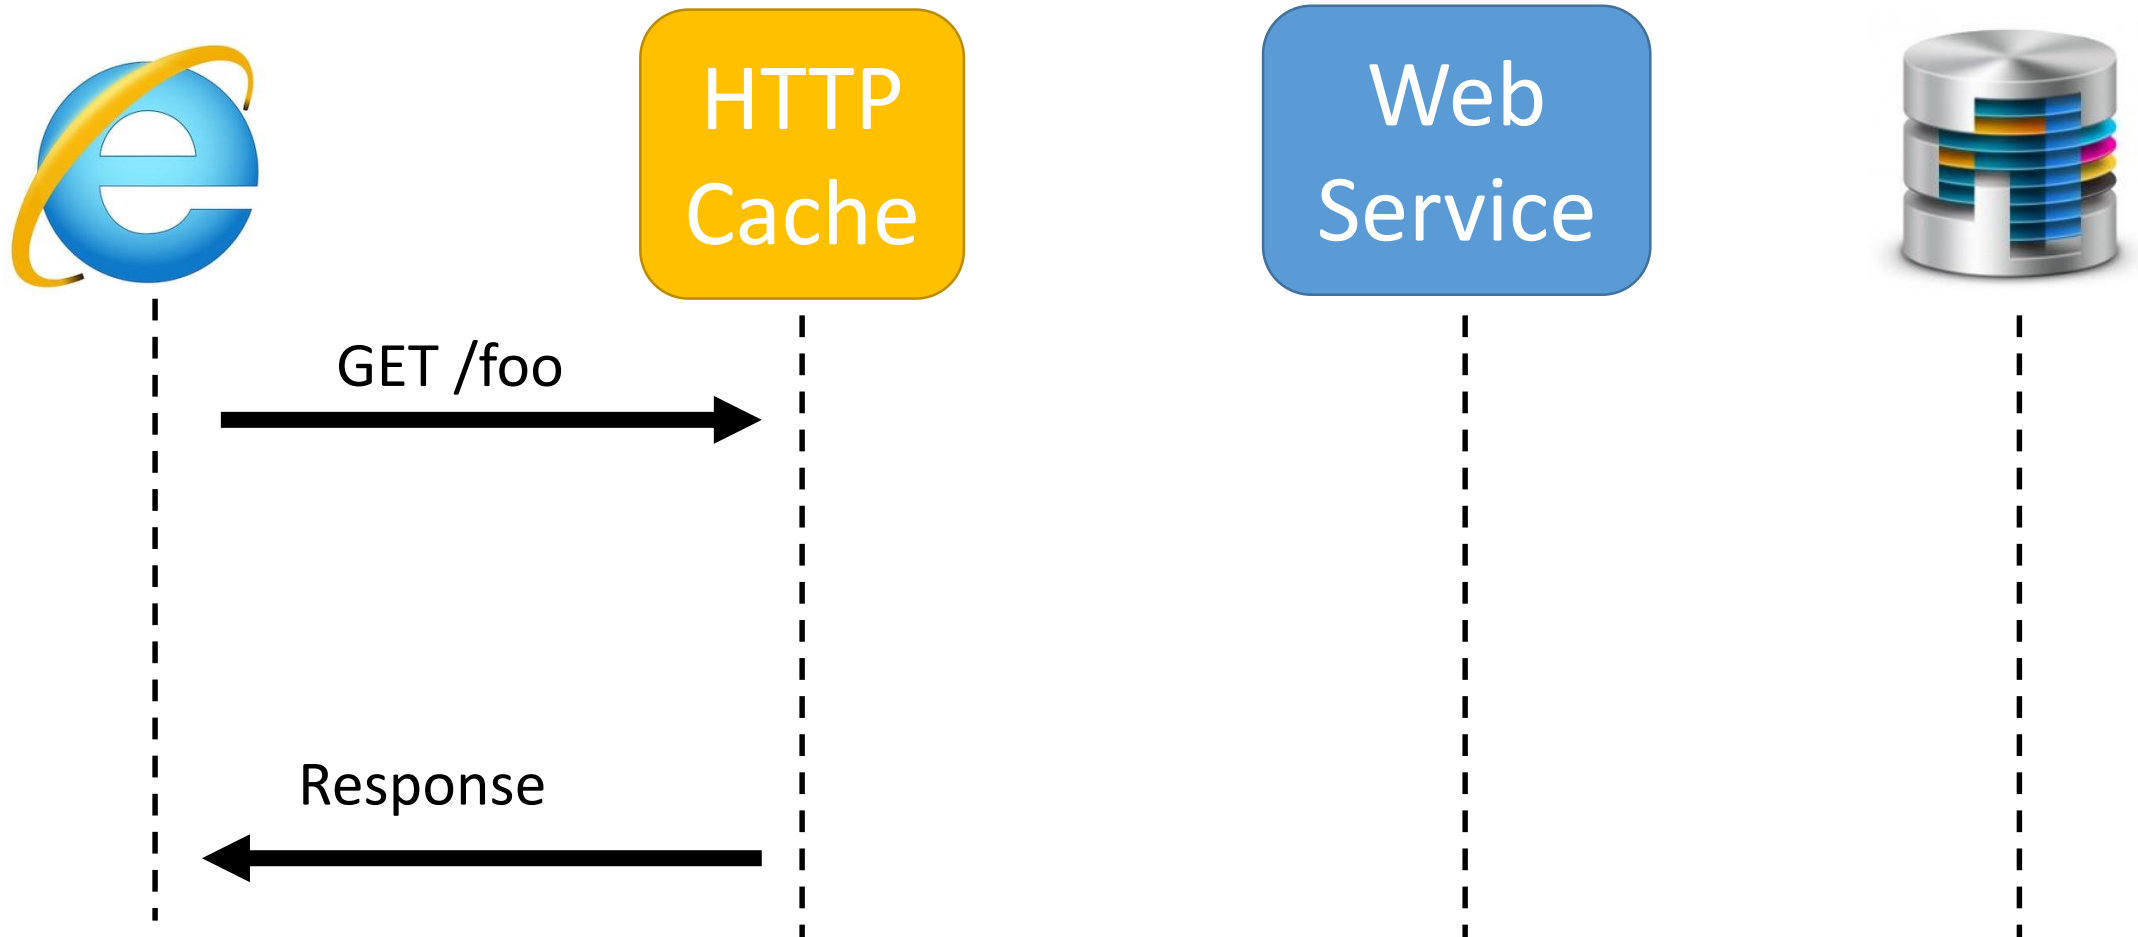 HTTP
Cache
Web
Service
GET /foo
Response